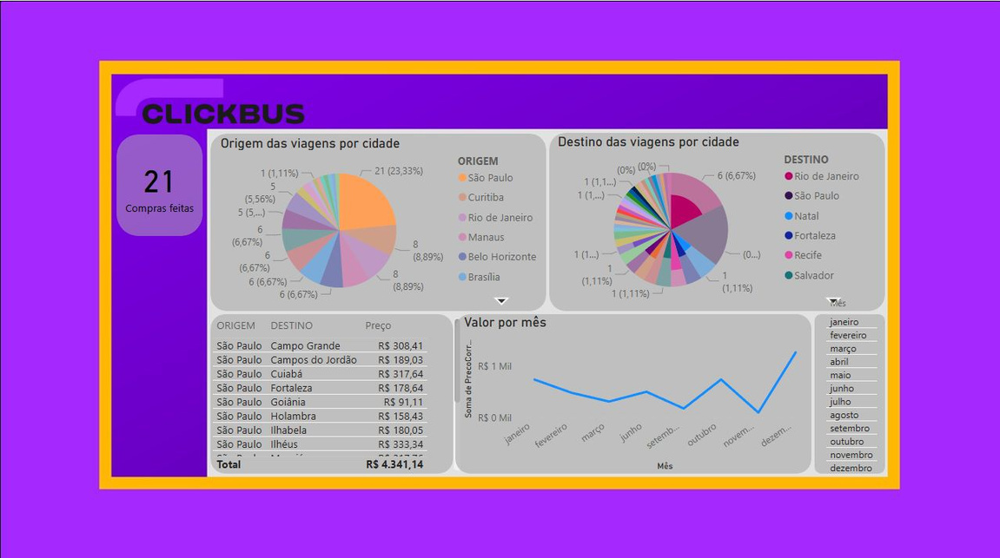 CLICKBUS
21
Compras feitas
Origem das viagens por cidade
1 (1,11%)
21 (23,33%)
5
(5,56%)
5 (5,...)
6
(6,67%)
6
(6,67%)
6 (6,67%)
6 (6,67%)
8
(8,89%)
8
(8,89%)
ORIGEM
São Paulo
Curitiba
Rio de Janeiro
Manaus
Belo Horizonte
Brasília
Destino das viagens por cidade
(0%)
(0%)
6 (6,67%)
1 (1,1...)
1 (1,...)
1 (1...)
1
(1,11%)
1 (1,11%)
1
(1,11%)
(0...)
DESTINO
Rio de Janeiro
São Paulo
Natal
Fortaleza
Recife
Salvador
ORIGEM DESTINO Preço
São Paulo Campo Grande R$ 308,41
São Paulo Campos do Jordão R$ 189,03
São Paulo Cuiabá R$ 317,64
São Paulo Fortaleza R$ 178,64
São Paulo Goiânia R$ 91,11
São Paulo Holambra R$ 158,43
São Paulo Ilhabela R$ 180,05
São Paulo Ilhéus R$ 333,34
Total R$ 4.341,14
Valor por mês
Soma de PrecoCorr...
R$ 1 Mil
R$ 0 Mil
janeiro
fevereiro
março
junho
setemb...
outubro
novem...
dezem...
Mês
Mês
janeiro
fevereiro
março
abril
maio
junho
julho
agosto
setembro
outubro
novembro
dezembro